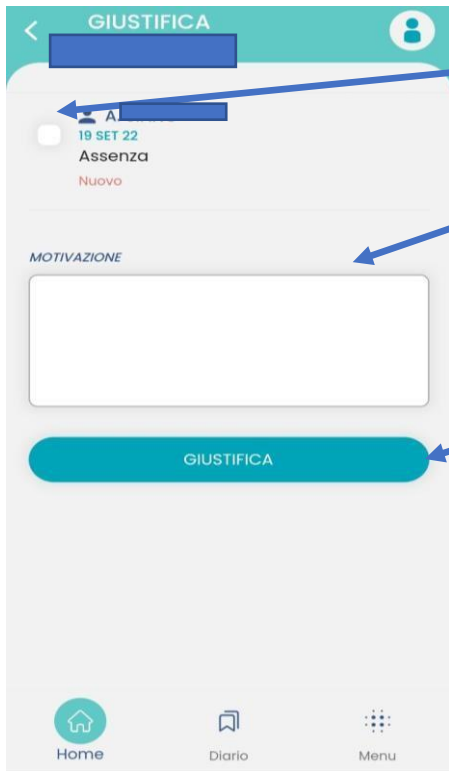 GIUSTIFICA
19 SET 22
Assenza
Nuovo
MOTIVAZIONE
GIUSTIFICA
Home
Diario
Menu